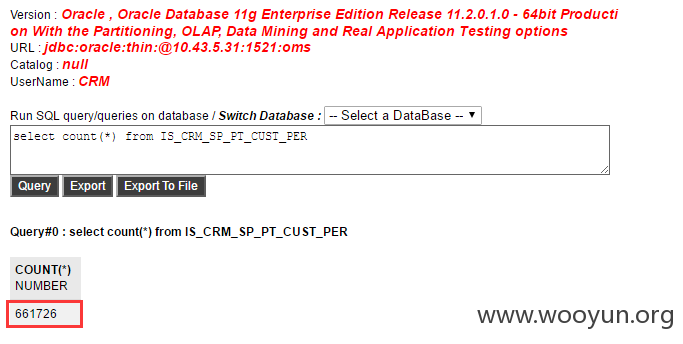 Version : Oracle , Oracle Database 11g Enterprise Edition Release 11.2.0.1.0 - 64bit Producti
on With the Partitioning, OLAP, Data Mining and Real Application Testing options
URL : jdbc:oracle:thin:@10.43.5.31:1521:oms
Catalog : null
UserName : CRM
Run SQL query/queries on database / Switch Database : -- Select a DataBase --
select count(*) from IS_CRM_SP_PT_CUST_PER
Query Export Export To File
Query#0 : select count(*) from IS_CRM_SP_PT_CUST_PER
COUNT(*)
NUMBER
661726
www.wooyun.org